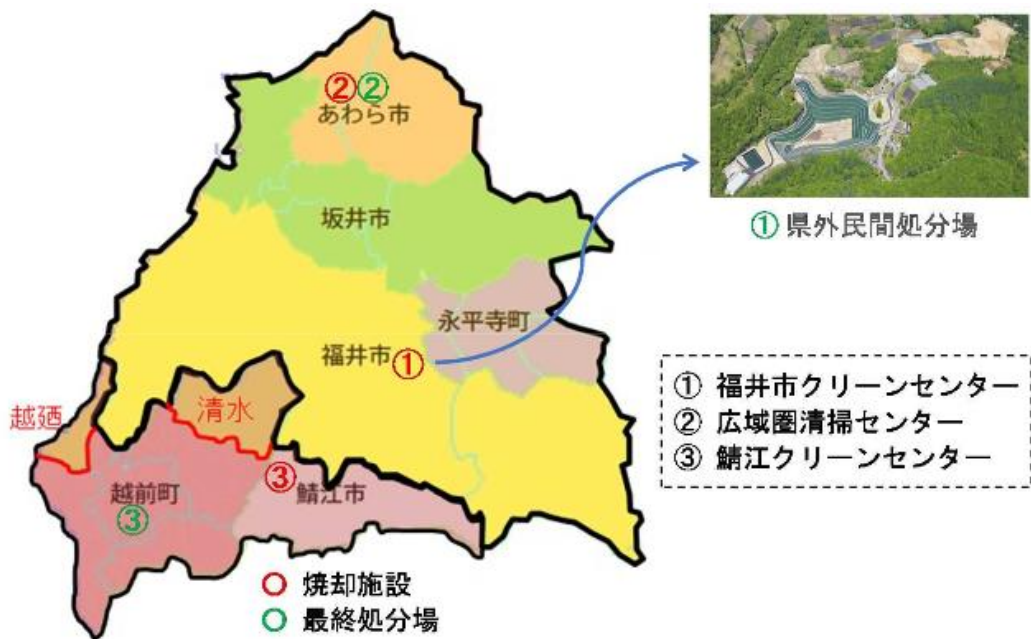 ② ②
あわら市
坂井市
① 県外民間処分場
永平寺町
福井市 ①
① 福井市クリーンセンター
② 広域圏清掃センター
③ 鯖江クリーンセンター
越廼
清水
③ 鯖江市
越前町
③
○ 焼却施設
○ 最終処分場